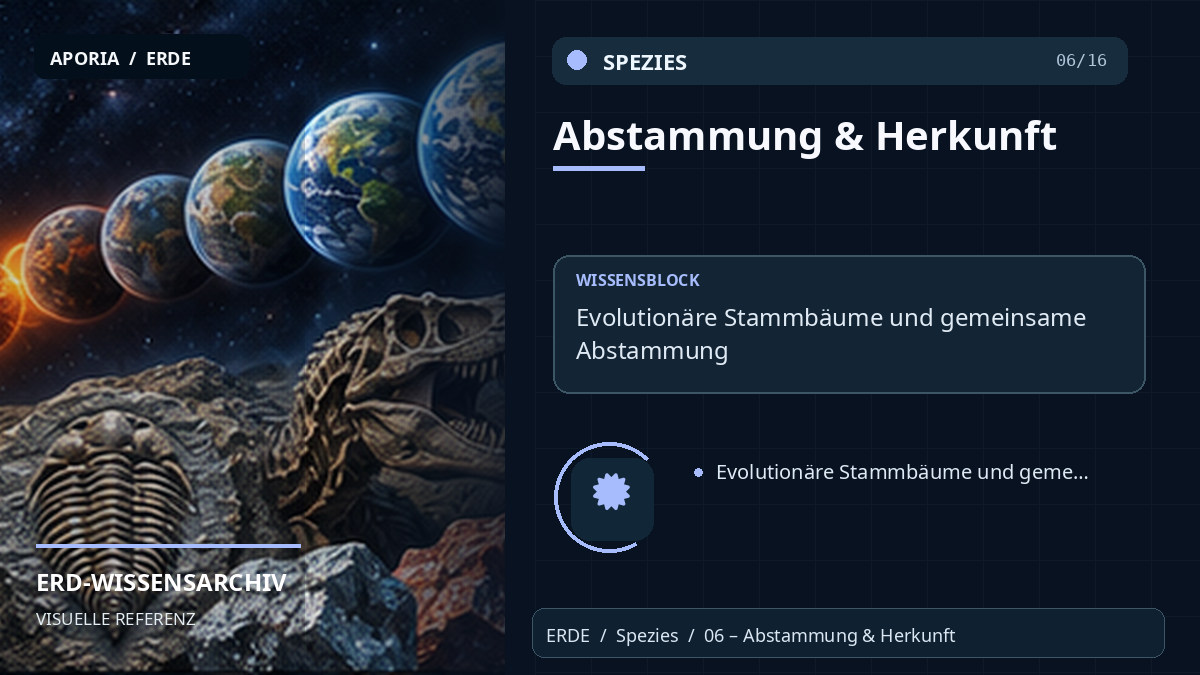 APORIA / ERDE
ERD-WISSENSARCHIV
VISUELLE REFERENZ
SPEZIES
06/16
Abstammung & Herkunft
WISSENSBLOCK
Evolutionäre Stammbäume und gemeinsame
Abstammung
Evolutionäre Stammbäume und geme...
ERDE / Spezies / 06 – Abstammung & Herkunft